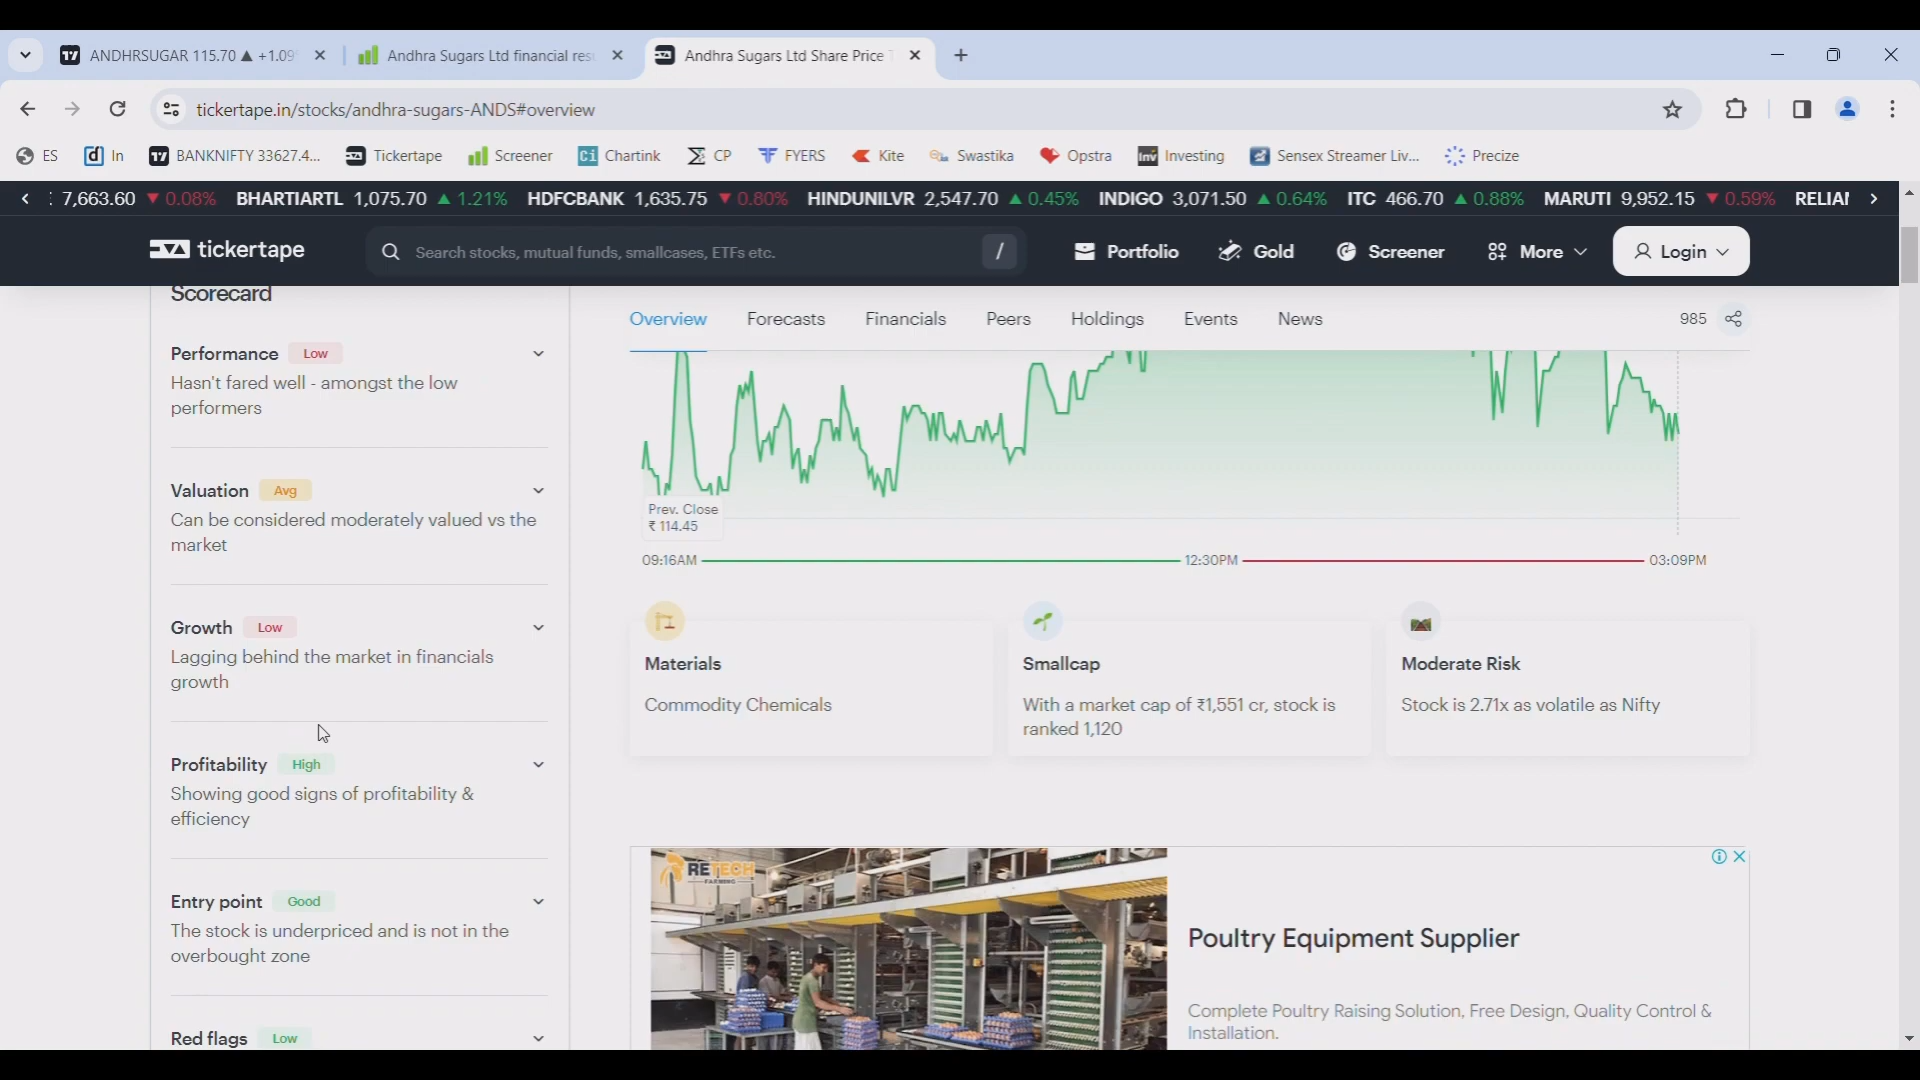 ANDHRSUGAR 115.70 ▲ +1.09
Andhra Sugars Ltd financial res
Andhra Sugars Ltd Share Price T
tickertape.in/stocks/andhra-sugars-ANDS#overview
ES
In
BANKNIFTY 33627.4...
Tickertape
Screener
Chartink
CP
FYERS
Kite
Swastika
Opstra
Investing
Sensex Streamer Liv...
Precize
7,663.60 ▼ 0.08% BHARTIARTL 1,075.70 ▲ 1.21% HDFCBANK 1,635.75 ▼ 0.80% HINDUNILVR 2,547.70 ▲ 0.45% INDIGO 3,071.50 ▲ 0.64% ITC 466.70 ▲ 0.88% MARUTI 9,952.15 ▼ 0.59% RELIAN
tickertape
Search stocks, mutual funds, smallcases, ETFs etc.
/
Portfolio
Gold
Screener
More
Login
Scorecard
Performance Low
Hasn't fared well - amongst the low
performers
Valuation Avg
Can be considered moderately valued vs the
market
Growth Low
Lagging behind the market in financials
growth
Profitability High
Showing good signs of profitability &
efficiency
Entry point Good
The stock is underpriced and is not in the
overbought zone
Red flags Low
Overview
Forecasts
Financials
Peers
Holdings
Events
News
985
Prev. Close
₹ 114.45
09:16AM
12:30PM
03:09PM
Materials
Commodity Chemicals
Smallcap
With a market cap of ₹1,551 cr, stock is
ranked 1,120
Moderate Risk
Stock is 2.71x as volatile as Nifty
RETECH
FARMING
Poultry Equipment Supplier
Complete Poultry Raising Solution, Free Design, Quality Control &
Installation.